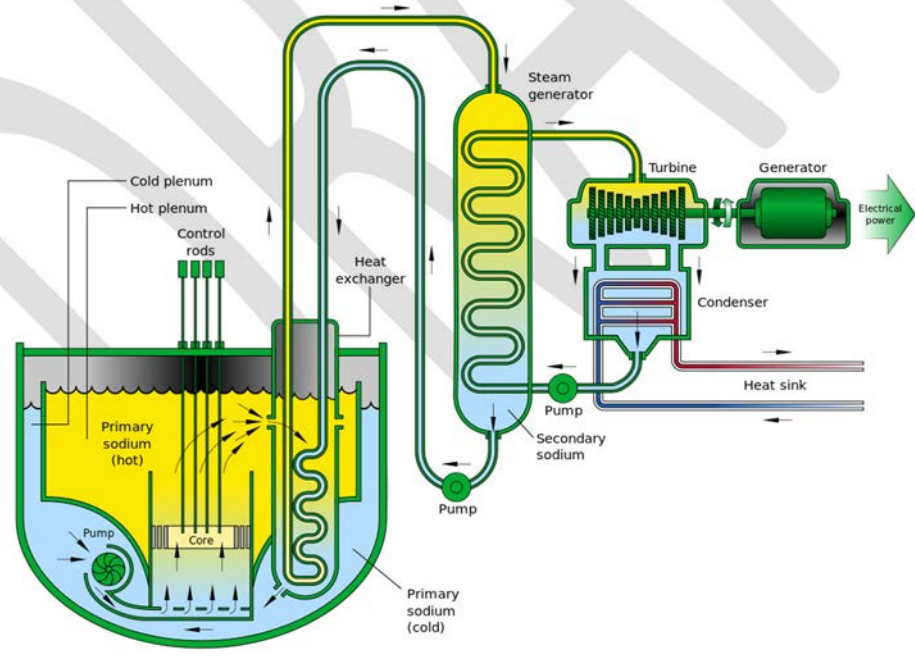 Steam
generator
Turbine
Generator
Electrical
power
Cold plenum
Hot plenum
Control
rods
Heat
exchanger
Condenser
Heat sink
Pump
Primary
sodium
(hot)
Secondary
sodium
Pump
Pump
Core
Primary
sodium
(cold)